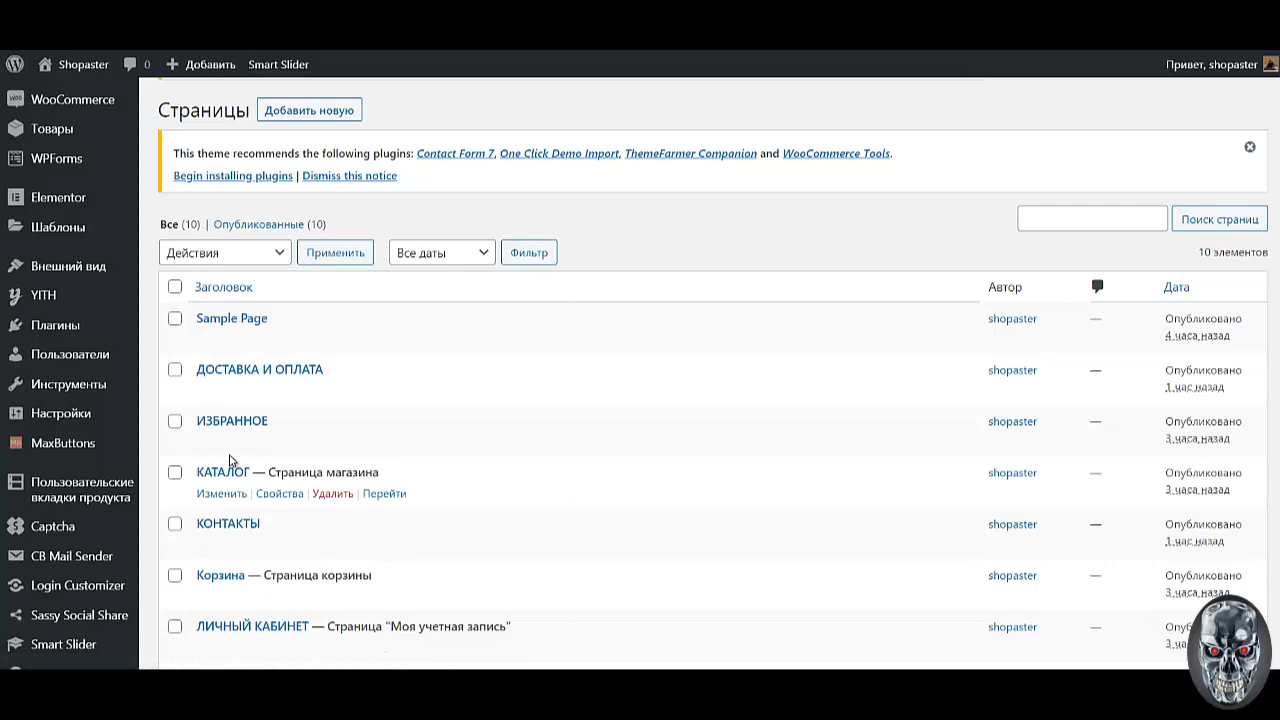 Shopaster 0 Добавить Smart Slider Привет, shopaster
WooCommerce
Товары
WPForms
Elementor
Шаблоны
Внешний вид
YITH
Плагины
Пользователи
Инструменты
Настройки
MaxButtons
Пользовательские
вкладки продукта
Captcha
CB Mail Sender
Login Customizer
Sassy Social Share
Smart Slider
Страницы Добавить новую
This theme recommends the following plugins: Contact Form 7, One Click Demo Import, ThemeFarmer Companion and WooCommerce Tools.
Begin installing plugins | Dismiss this notice
Все (10) | Опубликованные (10) Поиск страниц
Действия Применить Все даты Фильтр 10 элементов
Заголовок Автор Дата
Sample Page shopaster — Опубликовано
4 часа назад
ДОСТАВКА И ОПЛАТА shopaster — Опубликовано
1 час назад
ИЗБРАННОЕ shopaster — Опубликовано
3 часа назад
КАТАЛОГ — Страница магазина shopaster — Опубликовано
Изменить | Свойства | Удалить | Перейти 3 часа назад
КОНТАКТЫ shopaster — Опубликовано
1 час назад
Корзина — Страница корзины shopaster — Опубликовано
3 часа назад
ЛИЧНЫЙ КАБИНЕТ — Страница "Моя учетная запись" shopaster —